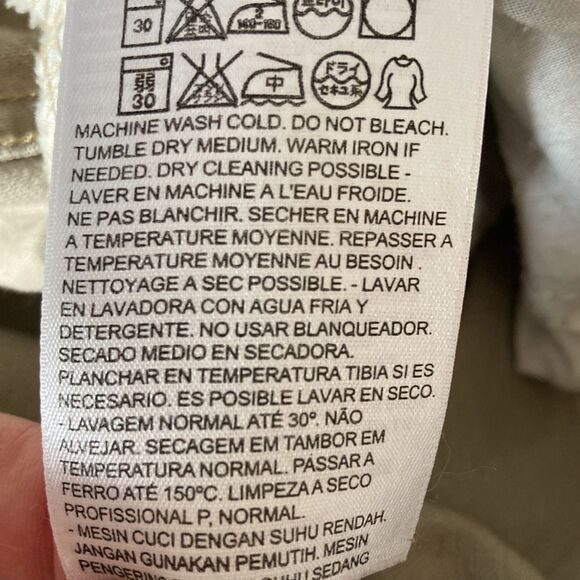 30
弱
30
中
ドライ
セキユ系
MACHINE WASH COLD. DO NOT BLEACH.
TUMBLE DRY MEDIUM. WARM IRON IF
NEEDED. DRY CLEANING POSSIBLE -
LAVER EN MACHINE A L'EAU FROIDE.
NE PAS BLANCHIR. SECHER EN MACHINE
A TEMPERATURE MOYENNE. REPASSER A
TEMPERATURE MOYENNE AU BESOIN .
NETTOYAGE A SEC POSSIBLE. - LAVAR
EN LAVADORA CON AGUA FRIA Y
DETERGENTE. NO USAR BLANQUEADOR.
SECADO MEDIO EN SECADORA.
PLANCHAR EN TEMPERATURA TIBIA SI ES
NECESARIO. ES POSIBLE LAVAR EN SECO.
- LAVAGEM NORMAL ATÉ 30º. NÃO
ALVEJAR. SECAGEM EM TAMBOR EM
TEMPERATURA NORMAL. PASSAR A
FERRO ATÉ 150ºC. LIMPEZA A SECO
PROFISSIONAL P, NORMAL.
- MESIN CUCI DENGAN SUHU RENDAH.
JANGAN GUNAKAN PEMUTIH. MESIN
SUHU SEDANG